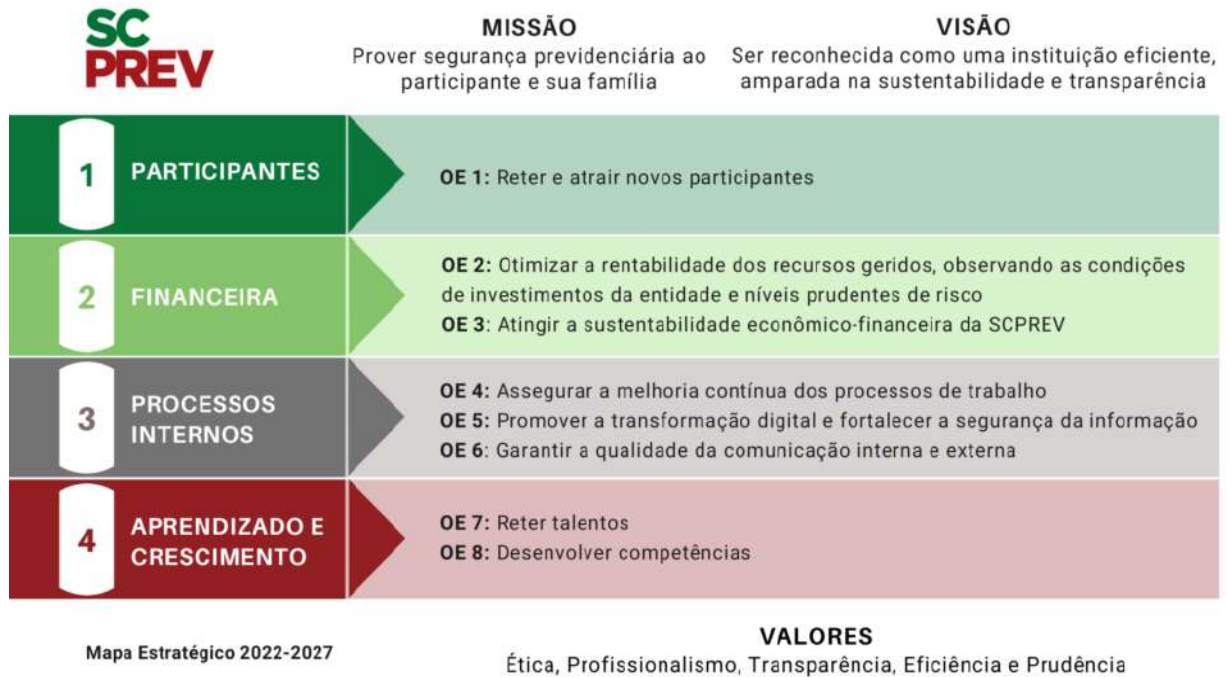 SC
PREV
MISSÃO
Prover segurança previdenciária ao
participante e sua família
VISÃO
Ser reconhecida como uma instituição eficiente,
amparada na sustentabilidade e transparência
1
PARTICIPANTES
OE 1: Reter e atrair novos participantes
2
FINANCEIRA
OE 2: Otimizar a rentabilidade dos recursos geridos, observando as condições
de investimentos da entidade e níveis prudentes de risco
OE 3: Atingir a sustentabilidade econômico-financeira da SCPREV
3
PROCESSOS
INTERNOS
OE 4: Assegurar a melhoria contínua dos processos de trabalho
OE 5: Promover a transformação digital e fortalecer a segurança da informação
OE 6: Garantir a qualidade da comunicação interna e externa
4
APRENDIZADO E
CRESCIMENTO
OE 7: Reter talentos
OE 8: Desenvolver competências
Mapa Estratégico 2022-2027
VALORES
Ética, Profissionalismo, Transparência, Eficiência e Prudência